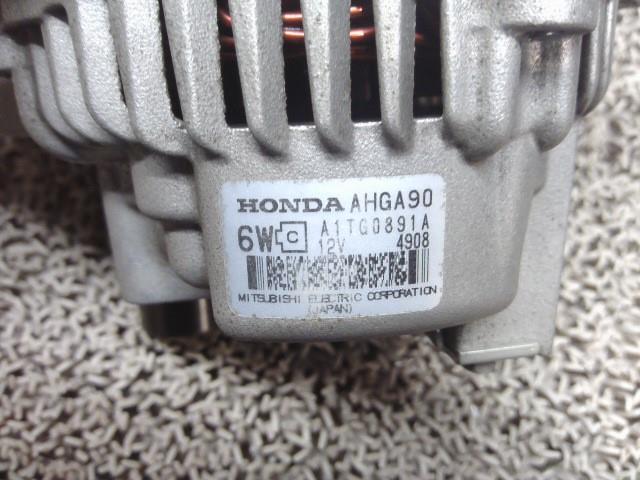 HONDA AHGA90
6W C A1TG0891A
12V 4908
MITSUBISHI ELECTRIC CORPORATION
(JAPAN)